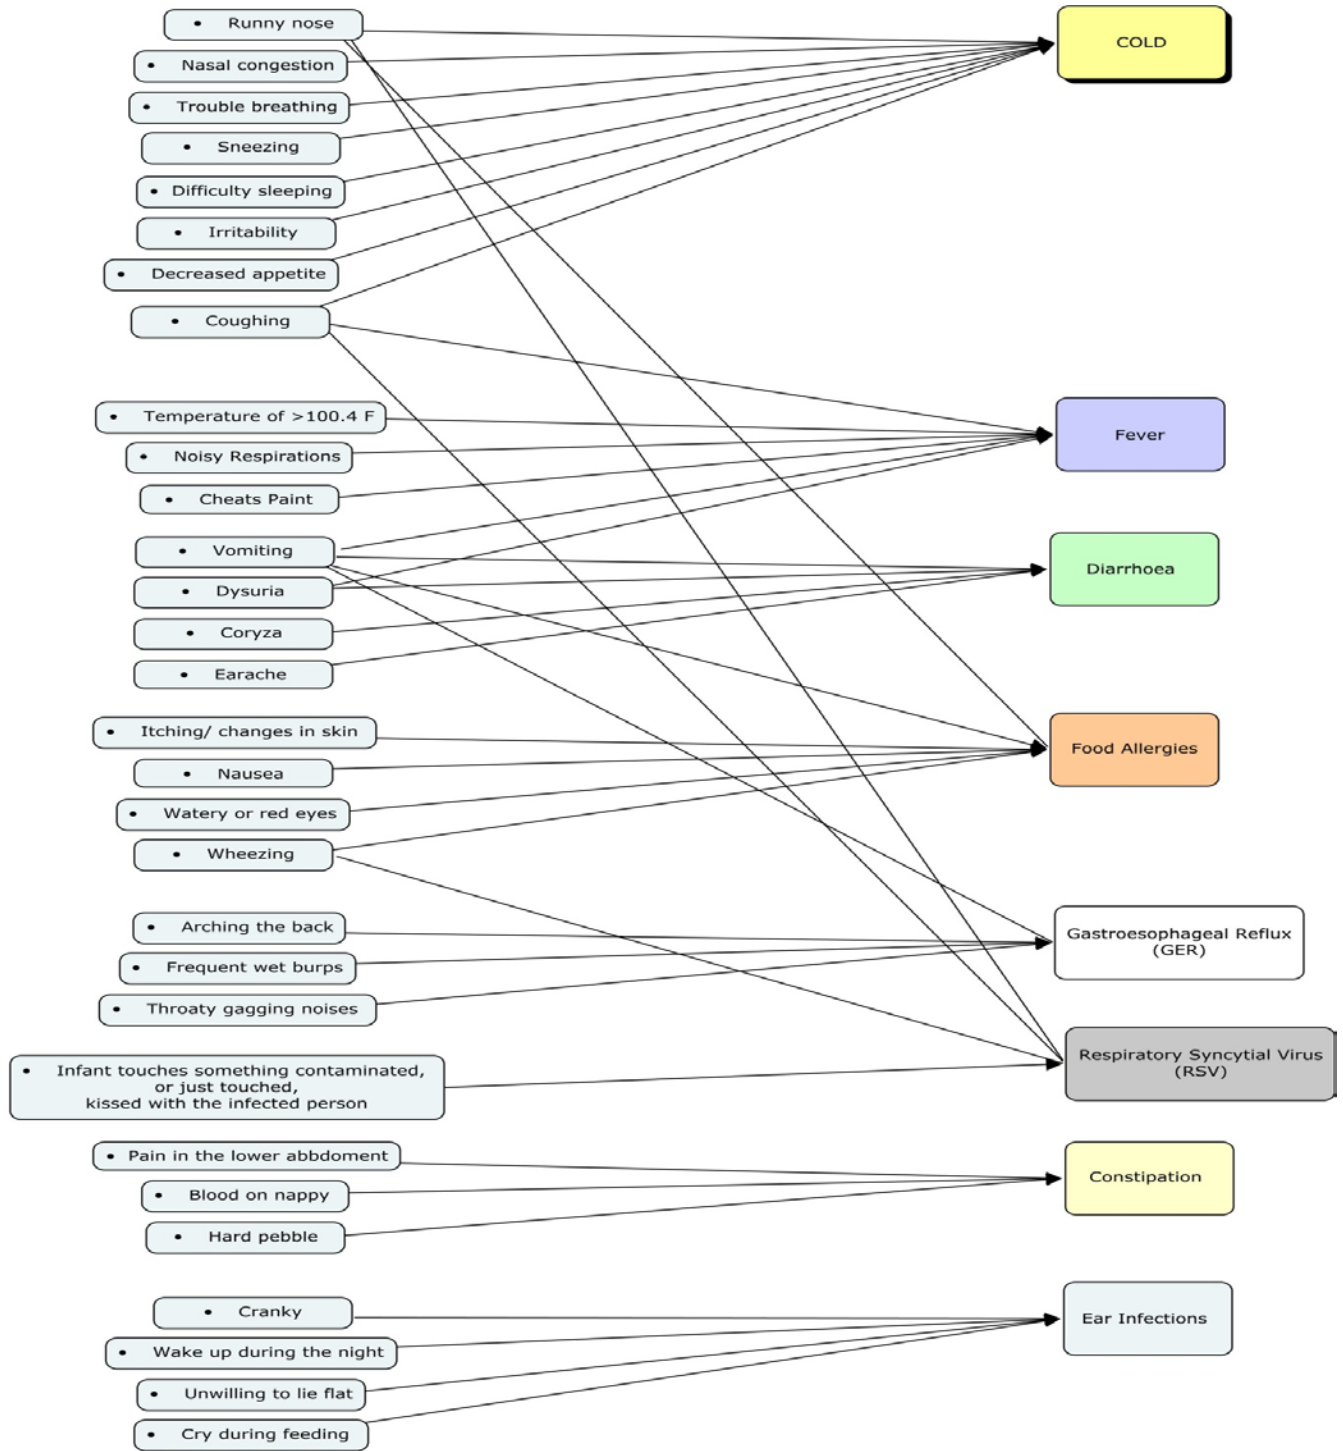 • Runny nose
• Nasal congestion
• Trouble breathing
• Sneezing
• Difficulty sleeping
• Irritability
• Decreased appetite
• Coughing
• Temperature of >100.4 F
• Noisy Respirations
• Cheats Paint
• Vomiting
• Dysuria
• Coryza
• Earache
• Itching/ changes in skin
• Nausea
• Watery or red eyes
• Wheezing
• Arching the back
• Frequent wet burps
• Throaty gagging noises
• Infant touches something contaminated,
or just touched,
kissed with the infected person
• Pain in the lower abbdoment
• Blood on nappy
• Hard pebble
• Cranky
• Wake up during the night
• Unwilling to lie flat
• Cry during feeding
COLD
Fever
Diarrhoea
Food Allergies
Gastroesophageal Reflux
(GER)
Respiratory Syncytial Virus
(RSV)
Constipation
Ear Infections